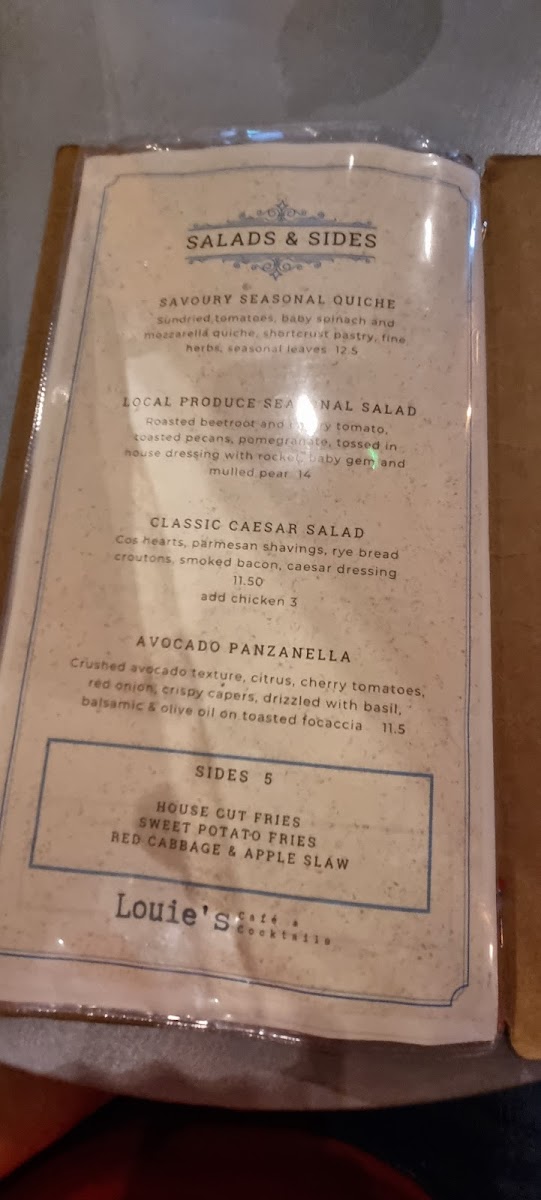 SALADS & SIDES
SAVOURY SEASONAL QUICHE
Sundried tomatoes, baby spinach and
mozzarella quiche, shortcrust pastry, fine
herbs, seasonal leaves 12.5
LOCAL PRODUCE SEASONAL SALAD
Roasted beetroot and tomato,
toasted pecans, pomegranate, tossed in
house dressing with rocket, baby gem and
mulled pear 14
CLASSIC CAESAR SALAD
Cos hearts, parmesan shavings, rye bread
croutons, smoked bacon, caesar dressing
11.50
add chicken 3
AVOCADO PANZANELLA
Crushed avocado texture, citrus, cherry tomatoes,
red onion, crispy capers, drizzled with basil,
balsamic & olive oil on toasted focaccia 11.5
SIDES 5
HOUSE CUT FRIES
SWEET POTATO FRIES
RED CABBAGE & APPLE SLAW
Louie's Café &
Cocktails